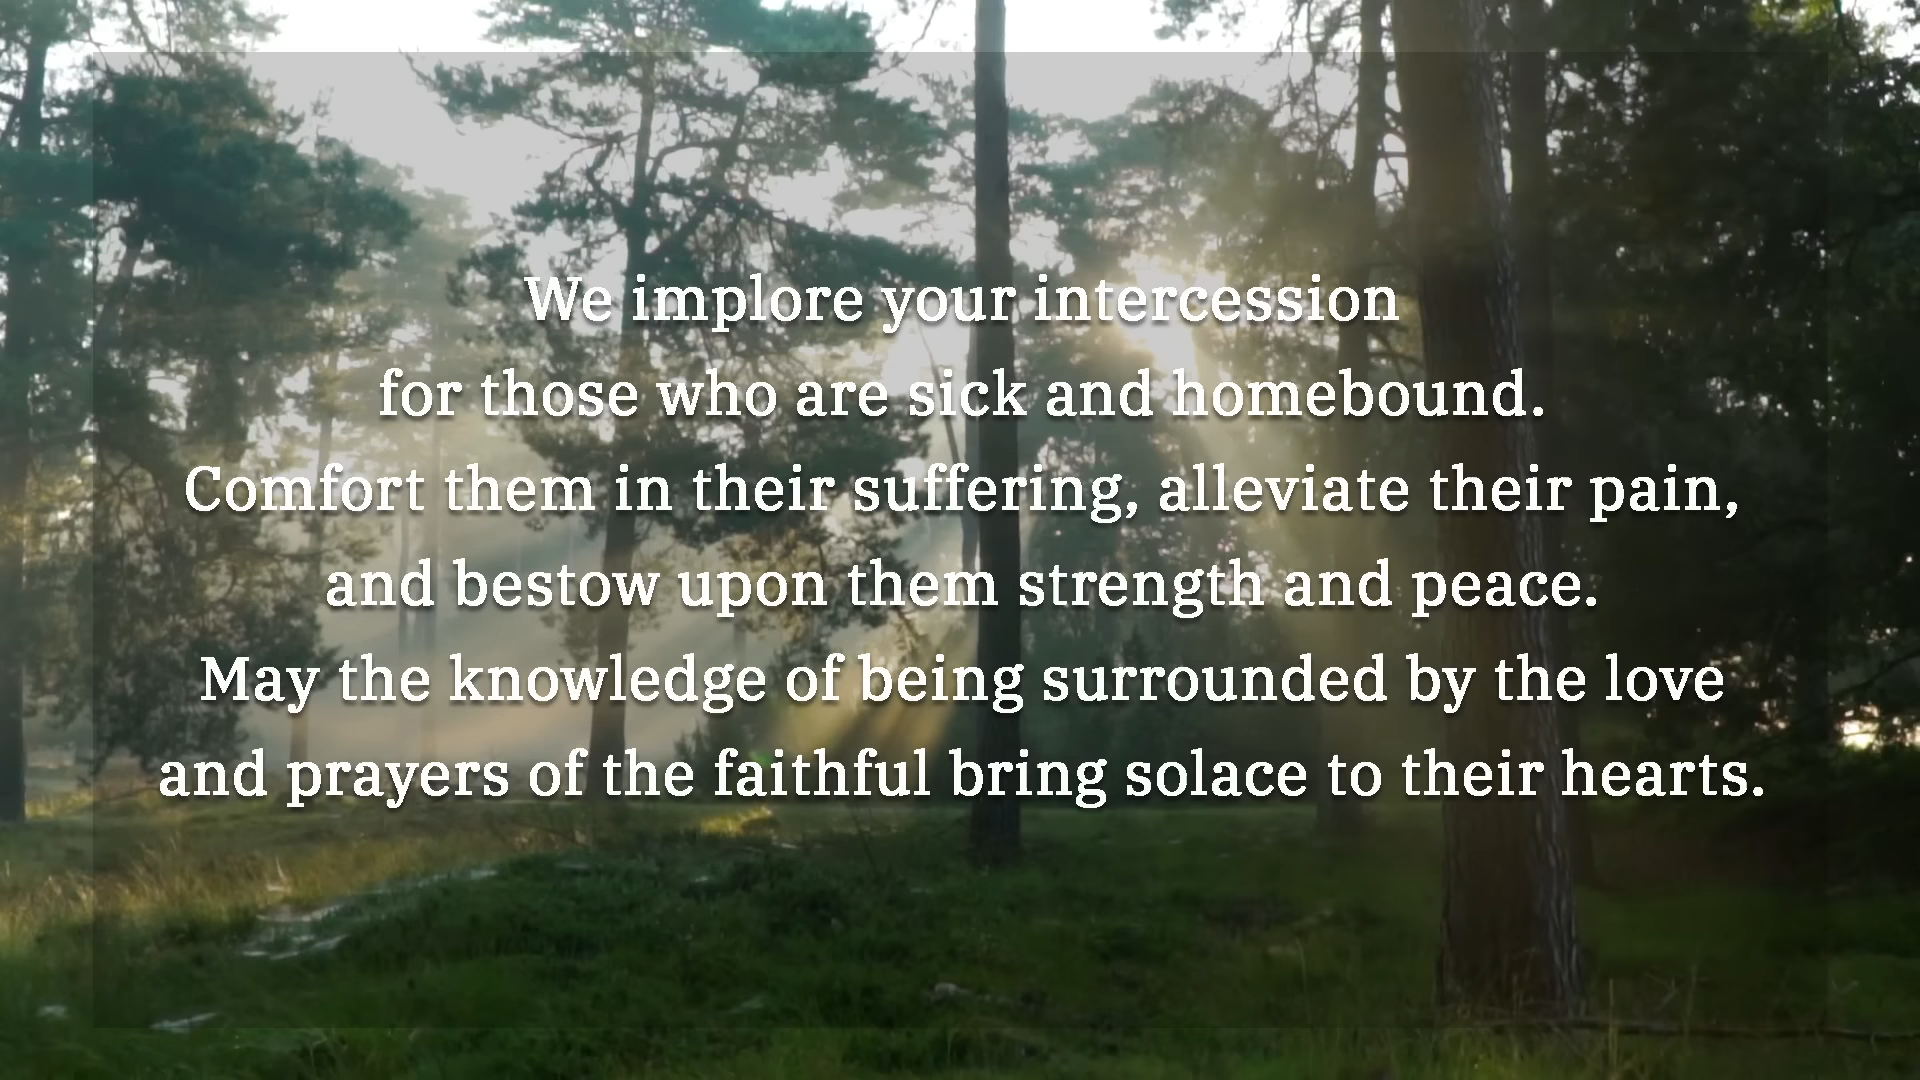 We implore your intercession
for those who are sick and homebound.
Comfort them in their suffering, alleviate their pain,
and bestow upon them strength and peace.
May the knowledge of being surrounded by the love
and prayers of the faithful bring solace to their hearts.